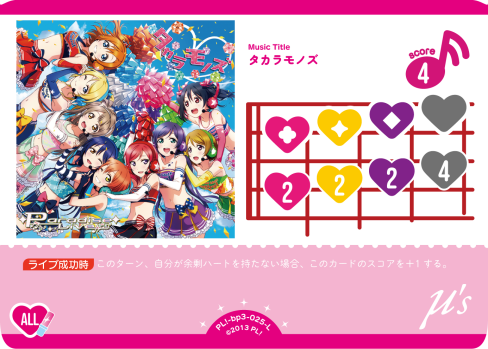 タカラモノズ
Paradise Live
Music Title
タカラモノズ
score
4
2 2 2 4
ライブ成功時 このターン、自分が余剰ハートを持たない場合、このカードのスコアを+1する。
ALL
PL!-bp3-025-L
©2013 PL!
μ's